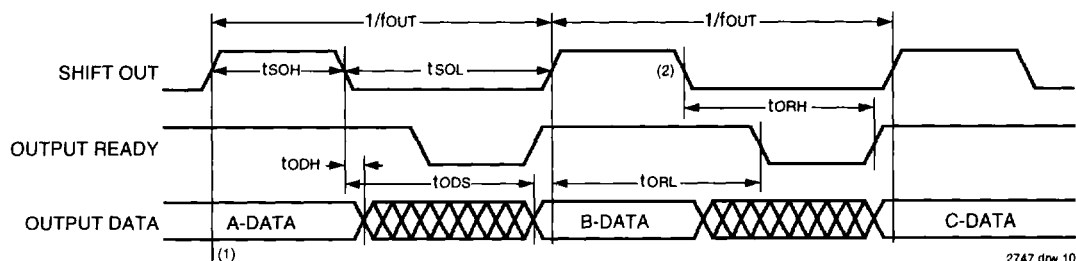 1/fOUT 1/fOUT
SHIFT OUT tSOH tSOL (2)
tORH
OUTPUT READY
tODH tODS tORL
OUTPUT DATA A-DATA B-DATA C-DATA
(1) 2747 drw 10